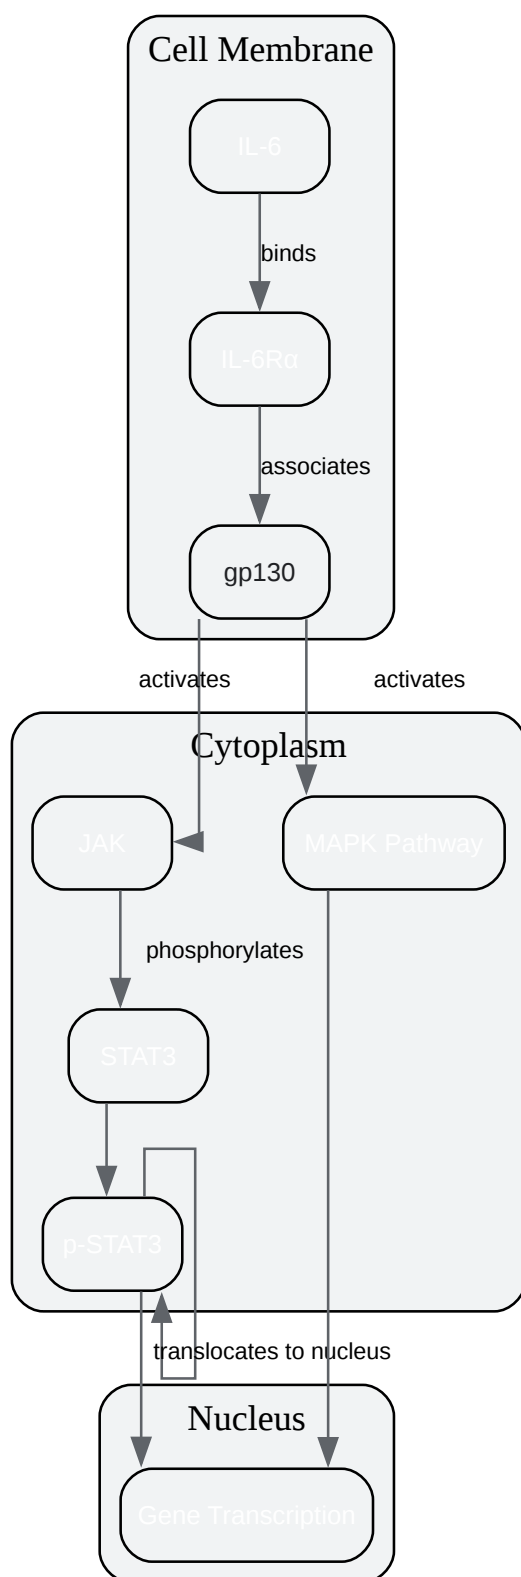 Cell Membrane
IL-6
binds
IL-6Rα
associates
gp130
activates
activates
Cytoplasm
JAK
MAPK Pathway
phosphorylates
STAT3
p-STAT3
translocates to nucleus
Nucleus
Gene Transcription